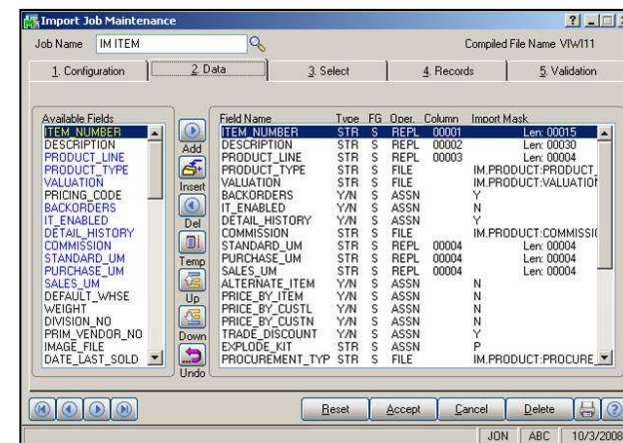 Import Job Maintenance
Job Name IM ITEM Compiled File Name VIWI11
1. Configuration 2. Data 3. Select 4. Records 5. Validation
Available Fields
ITEM_NUMBER
DESCRIPTION
PRODUCT_LINE
PRODUCT_TYPE
VALUATION
PRICING_CODE
BACKORDERS
IT_ENABLED
DETAIL_HISTORY
COMMISSION
STANDARD_UM
PURCHASE_UM
SALES_UM
DEFAULT_WHSE
WEIGHT
DIVISION_NO
PRIM_VENDOR_NO
IMAGE_FILE
DATE_LAST_SOLD
Add
Insert
Del
Temp
Up
Down
Undo
Field Name Type FG Oper. Column Import Mask
ITEM_NUMBER STR S REPL 00001 Len: 00015
DESCRIPTION STR S REPL 00002 Len: 00030
PRODUCT_LINE STR S REPL 00003 Len: 00004
PRODUCT_TYPE STR S FILE IM.PRODUCT:PRODUCT_
VALUATION STR S FILE IM.PRODUCT:VALUATION
BACKORDERS Y/N S ASSN Y
IT_ENABLED Y/N S ASSN N
DETAIL_HISTORY Y/N S ASSN Y
COMMISSION STR S FILE IM.PRODUCT:COMMISSI
STANDARD_UM STR S REPL 00004 Len: 00004
PURCHASE_UM STR S REPL 00004 Len: 00004
SALES_UM STR S REPL 00004 Len: 00004
ALTERNATE_ITEM Y/N S ASSN N
PRICE_BY_ITEM Y/N S ASSN N
PRICE_BY_CUSTL Y/N S ASSN N
PRICE_BY_CUSTN Y/N S ASSN N
TRADE_DISCOUNT Y/N S ASSN Y
EXPLODE_KIT STR S ASSN P
PROCUREMENT_TYP STR S FILE IM.PRODUCT:PROCURE_
Reset Accept Cancel Delete
JON ABC 10/3/2008